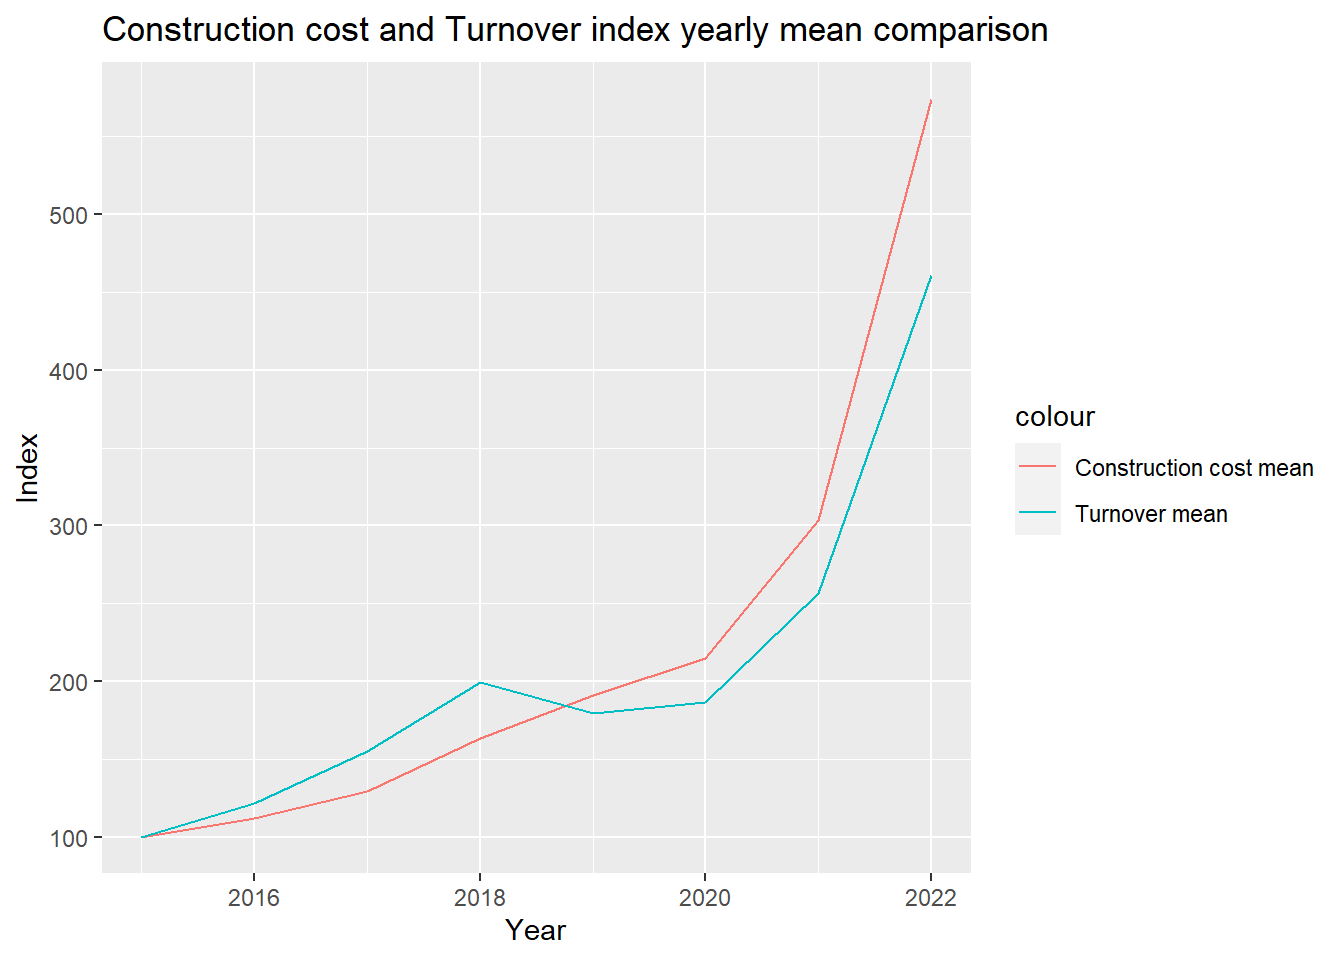 Construction cost and Turnover index yearly mean comparison
500
400
300
200
100
Index
2016
2018
2020
2022
Year
colour
Construction cost mean
Turnover mean